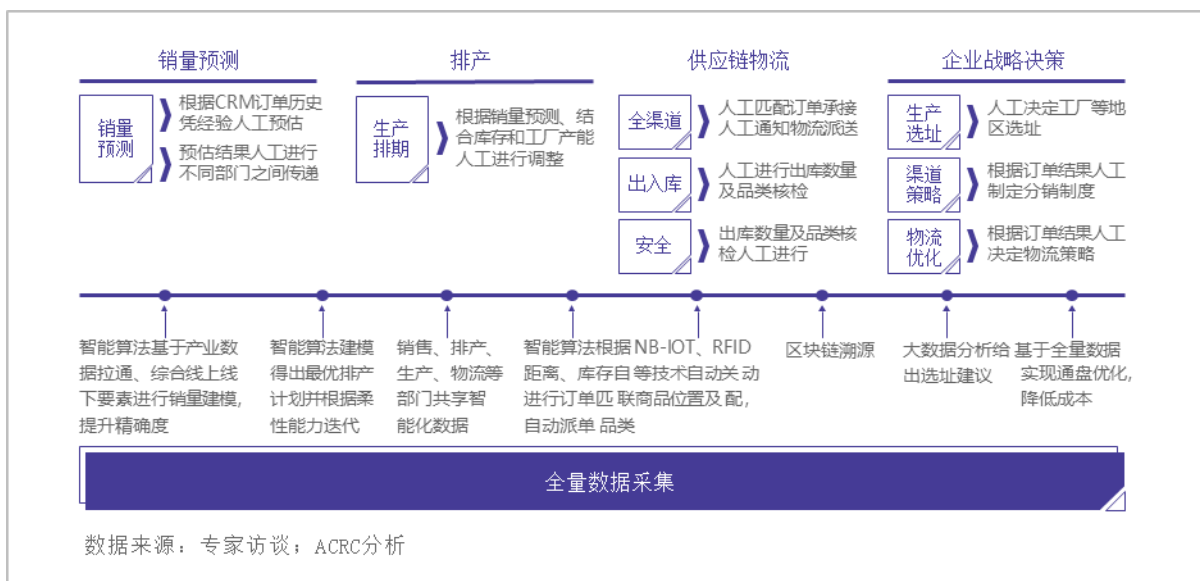 销量预测
排产
供应链物流
企业战略决策
销量
预测
根据CRM订单历史
凭经验人工预估
预估结果人工进行
不同部门之间传递
生产
排期
根据销量预测、结
合库存和工厂产能
人工进行调整
全渠道
人工匹配订单承接
人工通知物流派送
出入库
人工进行出库数量
及品类核检
安全
出库数量及品类核
检人工进行
生产
选址
人工决定工厂等地
区选址
渠道
策略
根据订单结果人工
制定分销制度
物流
优化
根据订单结果人工
决定物流策略
智能算法基于产业数
据拉通、综合线上线
下要素进行销量建模,
提升精确度
智能算法建模
得出最优排产
计划并根据柔
性能力迭代
销售、排产、
生产、物流等
部门共享智
能化数据
智能算法根据 NB-IOT、RFID
距离、库存自 等技术自动关 动
进行订单匹 联商品位置及 配,
自动派单 品类
区块链溯源
大数据分析给
出选址建议
基于全量数据
实现通盘优化,
降低成本
全量数据采集
数据来源：专家访谈；ACRC分析